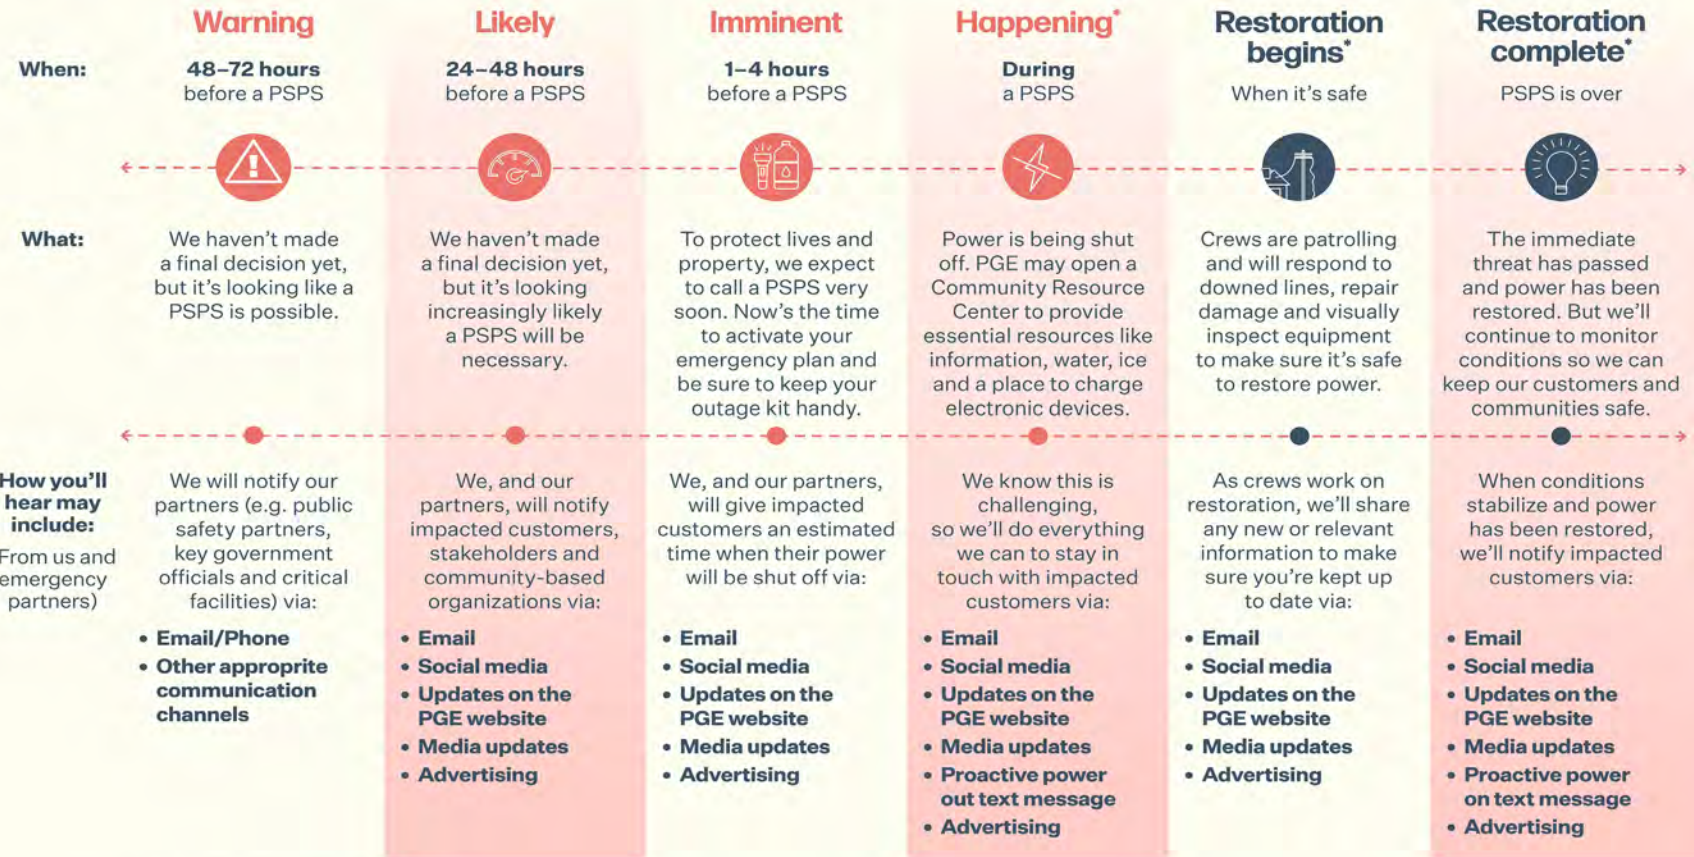 Warning
Likely
Imminent
Happening*
Restoration
begins*
Restoration
complete*
When:
48–72 hours
before a PSPS
24–48 hours
before a PSPS
1–4 hours
before a PSPS
During
a PSPS
When it's safe
PSPS is over
What:
We haven't made
a final decision yet,
but it's looking like a
PSPS is possible.
We haven't made
a final decision yet,
but it's looking
increasingly likely
a PSPS will be
necessary.
To protect lives and
property, we expect
to call a PSPS very
soon. Now's the time
to activate your
emergency plan and
be sure to keep your
outage kit handy.
Power is being shut
off. PGE may open a
Community Resource
Center to provide
essential resources like
information, water, ice
and a place to charge
electronic devices.
Crews are patrolling
and will respond to
downed lines, repair
damage and visually
inspect equipment
to make sure it's safe
to restore power.
The immediate
threat has passed
and power has been
restored. But we'll
continue to monitor
conditions so we can
keep our customers and
communities safe.
How you'll
hear may
include:
From us and
emergency
partners)
We will notify our
partners (e.g. public
safety partners,
key government
officials and critical
facilities) via:
• Email/Phone
• Other approprite
communication
channels
We, and our
partners, will notify
impacted customers,
stakeholders and
community-based
organizations via:
• Email
• Social media
• Updates on the
PGE website
• Media updates
• Advertising
We, and our partners,
will give impacted
customers an estimated
time when their power
will be shut off via:
• Email
• Social media
• Updates on the
PGE website
• Media updates
• Advertising
We know this is
challenging,
so we'll do everything
we can to stay in
touch with impacted
customers via:
• Email
• Social media
• Updates on the
PGE website
• Media updates
• Proactive power
out text message
• Advertising
As crews work on
restoration, we'll share
any new or relevant
information to make
sure you're kept up
to date via:
• Email
• Social media
• Updates on the
PGE website
• Media updates
• Advertising
When conditions
stabilize and power
has been restored,
we'll notify impacted
customers via:
• Email
• Social media
• Updates on the
PGE website
• Media updates
• Proactive power
on text message
• Advertising